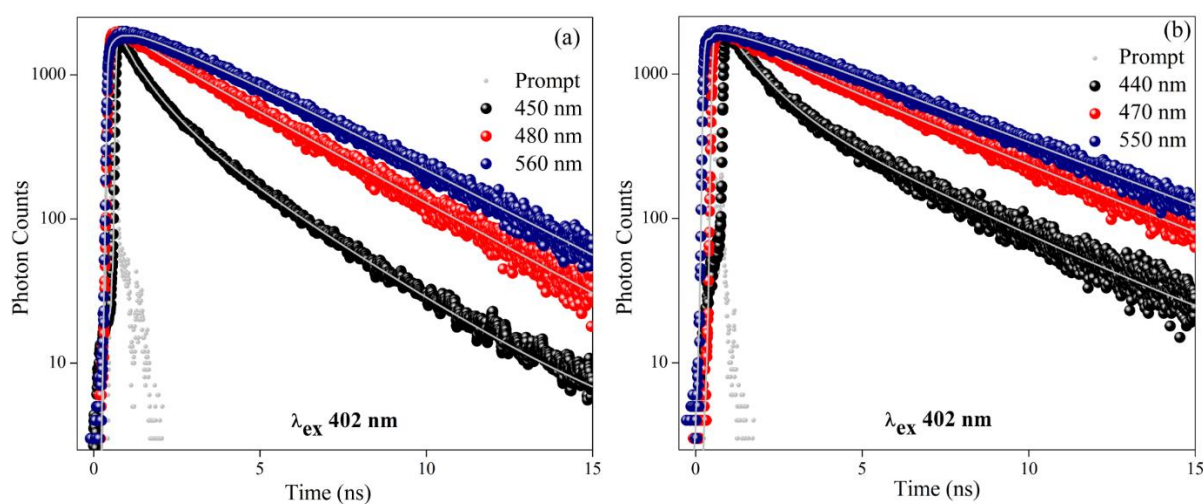 (a)
Prompt
450 nm
480 nm
560 nm
1000
100
10
Photon Counts
λex 402 nm
0 5 10 15
Time (ns)
(b)
Prompt
440 nm
470 nm
550 nm
1000
100
10
Photon Counts
λex 402 nm
0 5 10 15
Time (ns)